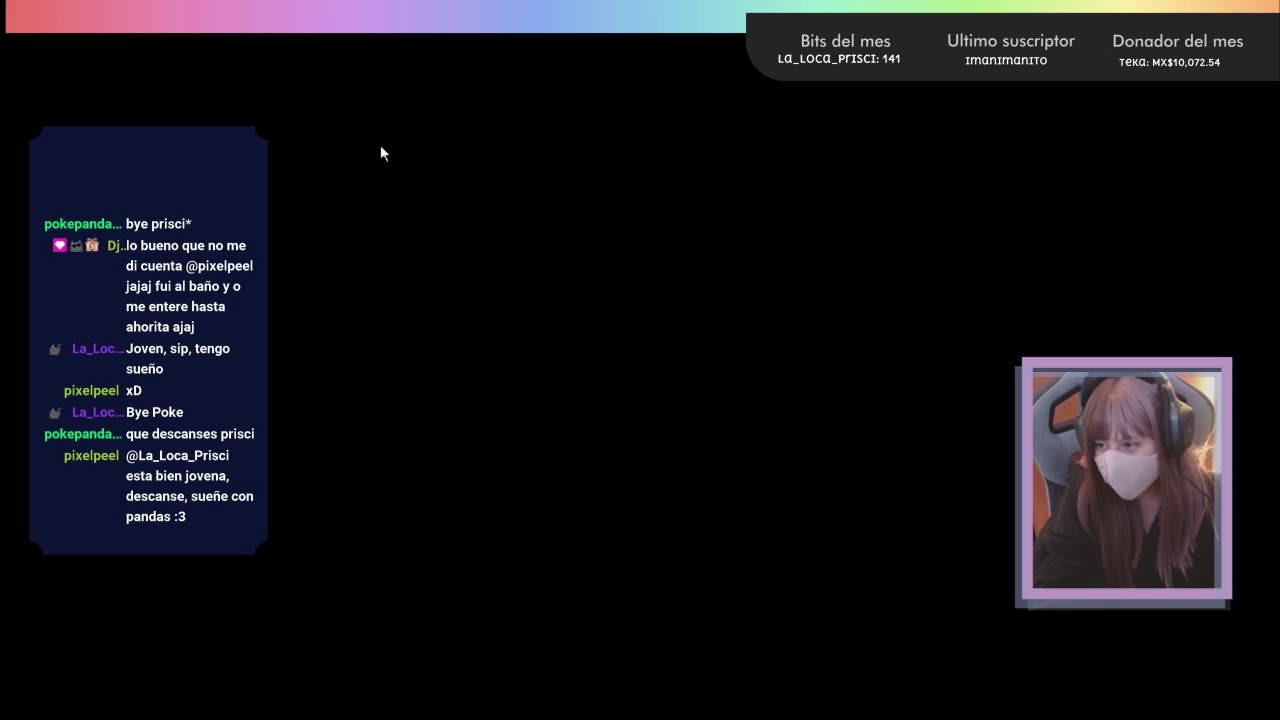 Bits del mes
La_Loca_Prisci: 141
Ultimo suscriptor
imanimanito
Donador del mes
Teka: MX$10,072.54
pokepanda... bye prisci*
Dj.. lo bueno que no me
di cuenta @pixelpeel
jajaj fui al baño y o
me entere hasta
ahorita ajaj
La_Loc... Joven, sip, tengo
sueño
pixelpeel xD
La_Loc... Bye Poke
pokepanda... que descanses prisci
pixelpeel @La_Loca_Prisci
esta bien jovena,
descanse, sueñe con
pandas :3